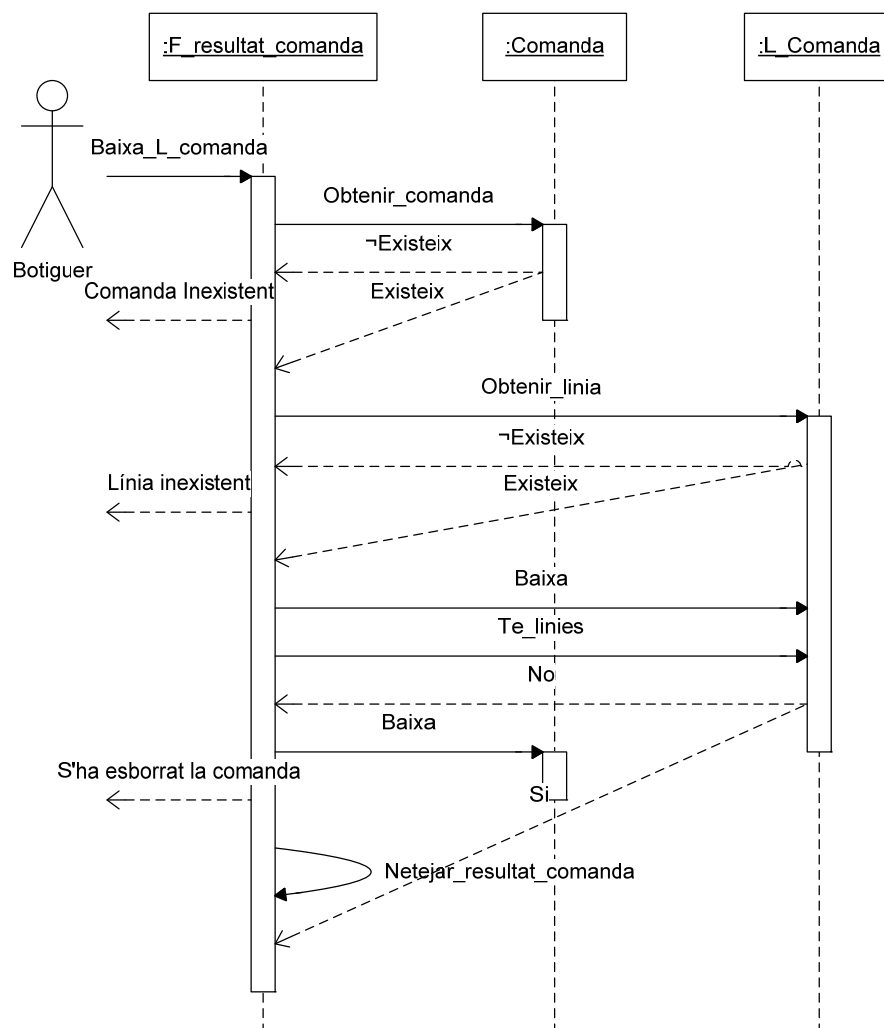 :F_resultat_comanda
:Comanda
:L_Comanda
Baixa_L_comanda
Obtenir_comanda
¬Existeix
Botiguer
Comanda Inexistent
Existeix
Obtenir_linia
¬Existeix
Línia inexistent
Existeix
Baixa
Te_linies
No
Baixa
S'ha esborrat la comanda
Si
Netejar_resultat_comanda